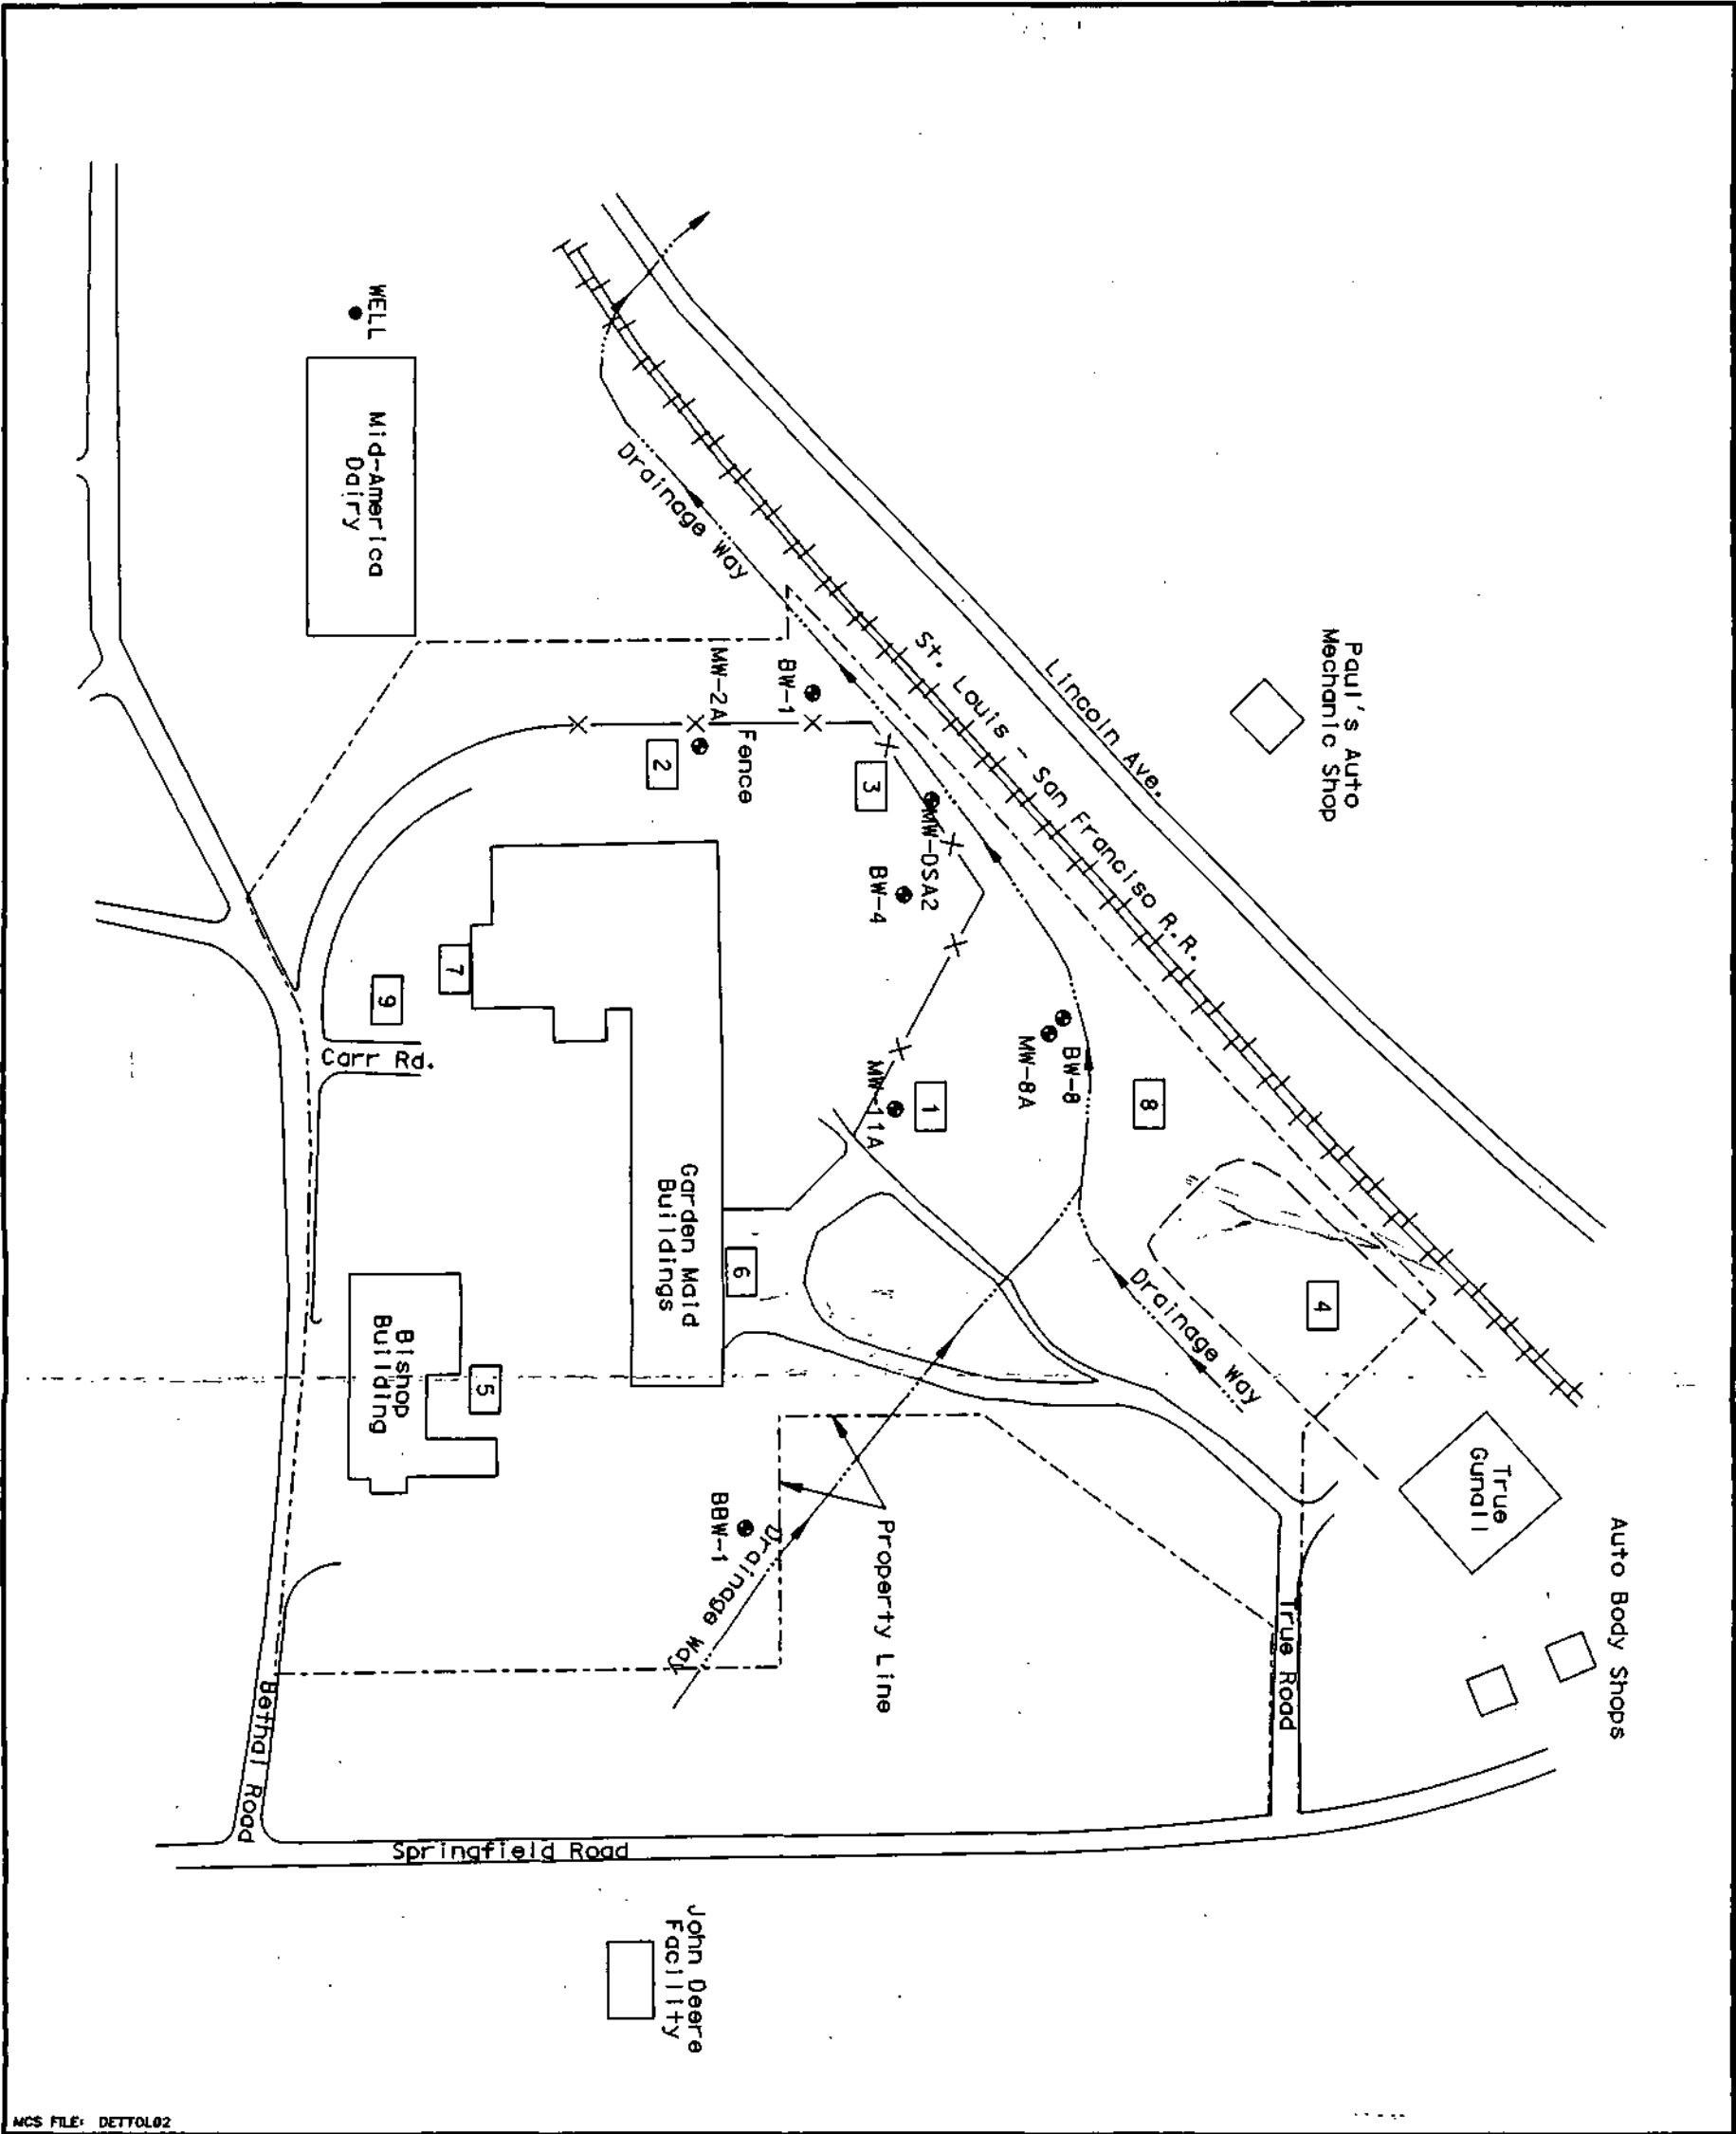 Paul's Auto
Mechanic Shop
Auto Body Shops
True
Gunall
Lincoln Ave.
St. Louis - San Franciso R.R.
4
8
Drainage Way
True Road
Drainage Way
BW-8
MW-8A
1
MW-11A
MW-DSA2
BW-4
3
BW-1
MW-2A
Fence
2
6
Garden Maid
Buildings
Property Line
BBW-1
Drainage Way
7
9
Carr Rd.
5
Bishop
Building
WELL
Mid-America
Dairy
Bethal Road
Springfield Road
John Deere
Facility
MCS FILE: DETTOL02